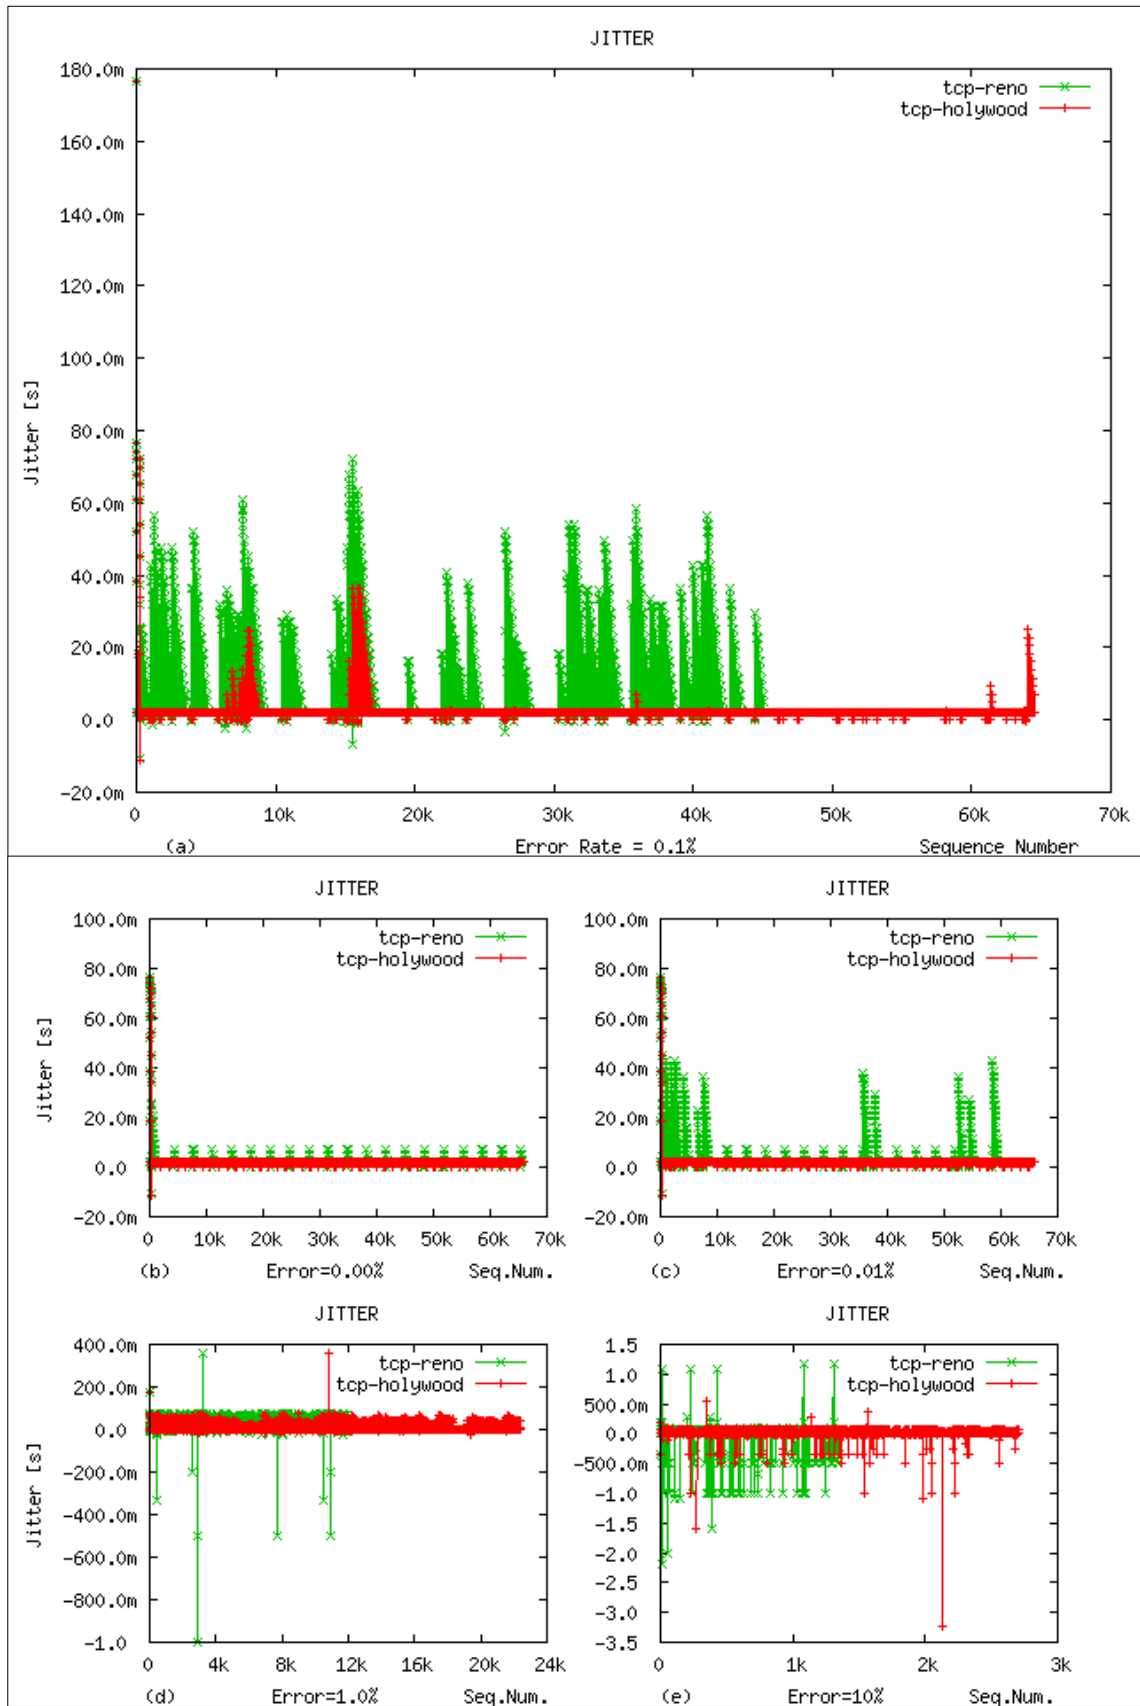 JITTER
180.0m
tcp-reno
tcp-holywood
160.0m
140.0m
120.0m
100.0m
Jitter [s]
80.0m
60.0m
40.0m
20.0m
0.0
-20.0m
0 10k 20k 30k 40k 50k 60k 70k
(a) Error Rate = 0.1% Sequence Number
JITTER
100.0m
tcp-reno
tcp-holywood
80.0m
60.0m
Jitter [s]
40.0m
20.0m
0.0
-20.0m
0 10k 20k 30k 40k 50k 60k 70k
(b) Error=0.00% Seq.Num.
JITTER
100.0m
tcp-reno
tcp-holywood
80.0m
60.0m
40.0m
20.0m
0.0
-20.0m
0 10k 20k 30k 40k 50k 60k 70k
(c) Error=0.01% Seq.Num.
JITTER
400.0m
tcp-reno
tcp-holywood
200.0m
0.0
Jitter [s]
-200.0m
-400.0m
-600.0m
-800.0m
-1.0
0 4k 8k 12k 16k 20k 24k
(d) Error=1.0% Seq.Num.
JITTER
1.5
tcp-reno
1.0
tcp-holywood
500.0m
0.0
-500.0m
-1.0
-1.5
-2.0
-2.5
-3.0
-3.5
0 1k 2k 3k
(e) Error=10% Seq.Num.